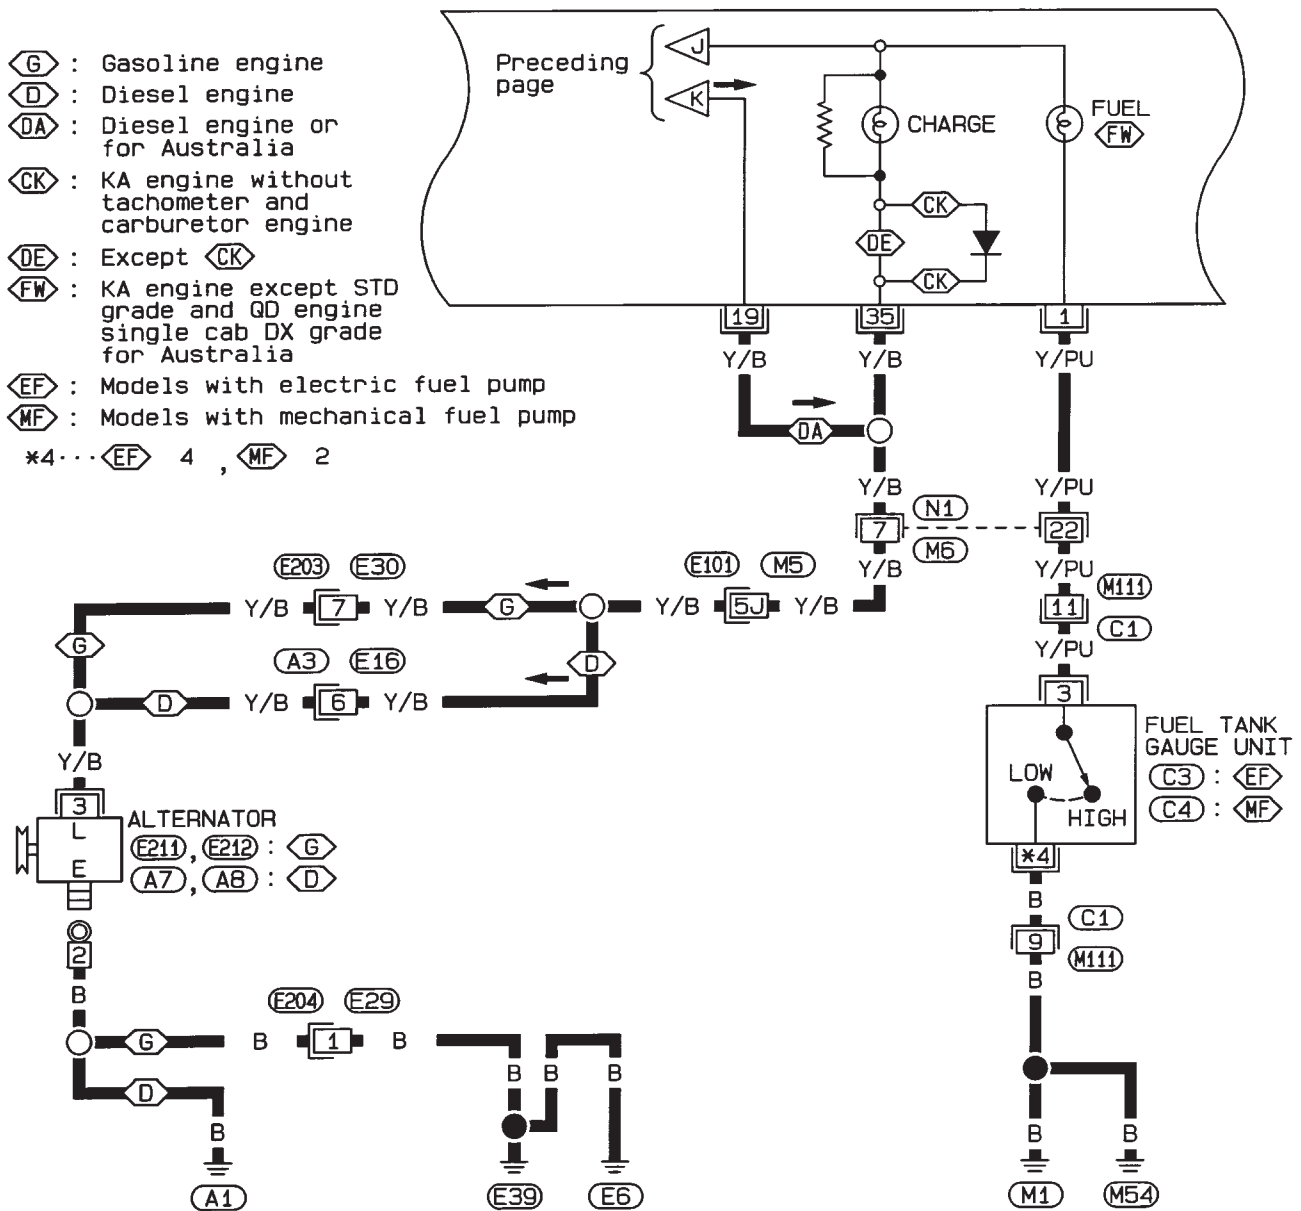 G : Gasoline engine
D : Diesel engine
DA : Diesel engine or
for Australia
CK : KA engine without
tachometer and
carburetor engine
DE : Except CK
FW : KA engine except STD
grade and QD engine
single cab DX grade
for Australia
EF : Models with electric fuel pump
MF : Models with mechanical fuel pump
*4··· EF 4 , MF 2
Preceding
page
J
K
CHARGE
FUEL
FW
CK
DE
CK
19
35
1
Y/B
Y/B
Y/PU
DA
Y/B
Y/PU
N1
7
22
M6
Y/B
Y/PU
E203 E30
E101 M5
M111
Y/B 7 Y/B G
Y/B 5J Y/B
11
C1
G
A3 E16
D
Y/PU
D Y/B 6 Y/B
3
Y/B
FUEL TANK
GAUGE UNIT
LOW
C3 : EF
HIGH
C4 : MF
3
L
ALTERNATOR
E211 , E212 : G
E
A7 , A8 : D
*4
B
C1
9
M111
2
B
B
E204 E29
G B 1 B
D
B B B
B
B B
A1
E39
E6
M1
M54